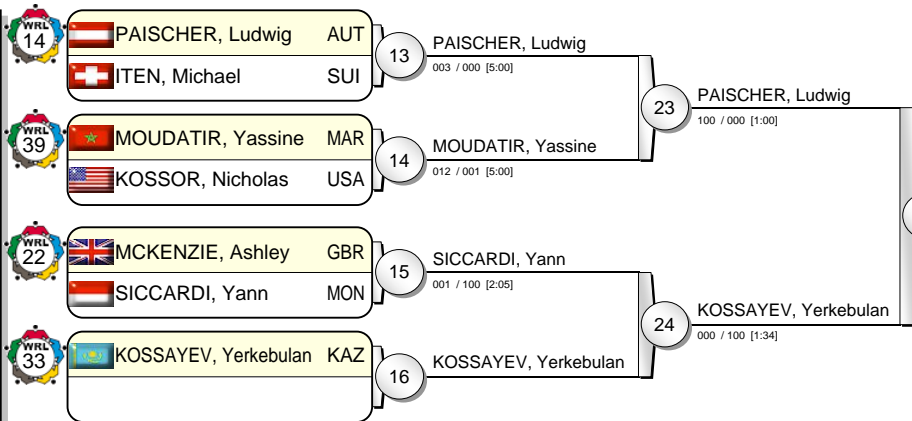 WRL
14
PAISCHER, Ludwig AUT
ITEN, Michael SUI
13
PAISCHER, Ludwig
003 / 000 [5:00]
WRL
39
MOUDATIR, Yassine MAR
KOSSOR, Nicholas USA
14
MOUDATIR, Yassine
012 / 001 [5:00]
23
PAISCHER, Ludwig
100 / 000 [1:00]
WRL
22
MCKENZIE, Ashley GBR
SICCARDI, Yann MON
15
SICCARDI, Yann
001 / 100 [2:05]
WRL
33
KOSSAYEV, Yerkebulan KAZ
16
KOSSAYEV, Yerkebulan
24
KOSSAYEV, Yerkebulan
000 / 100 [1:34]